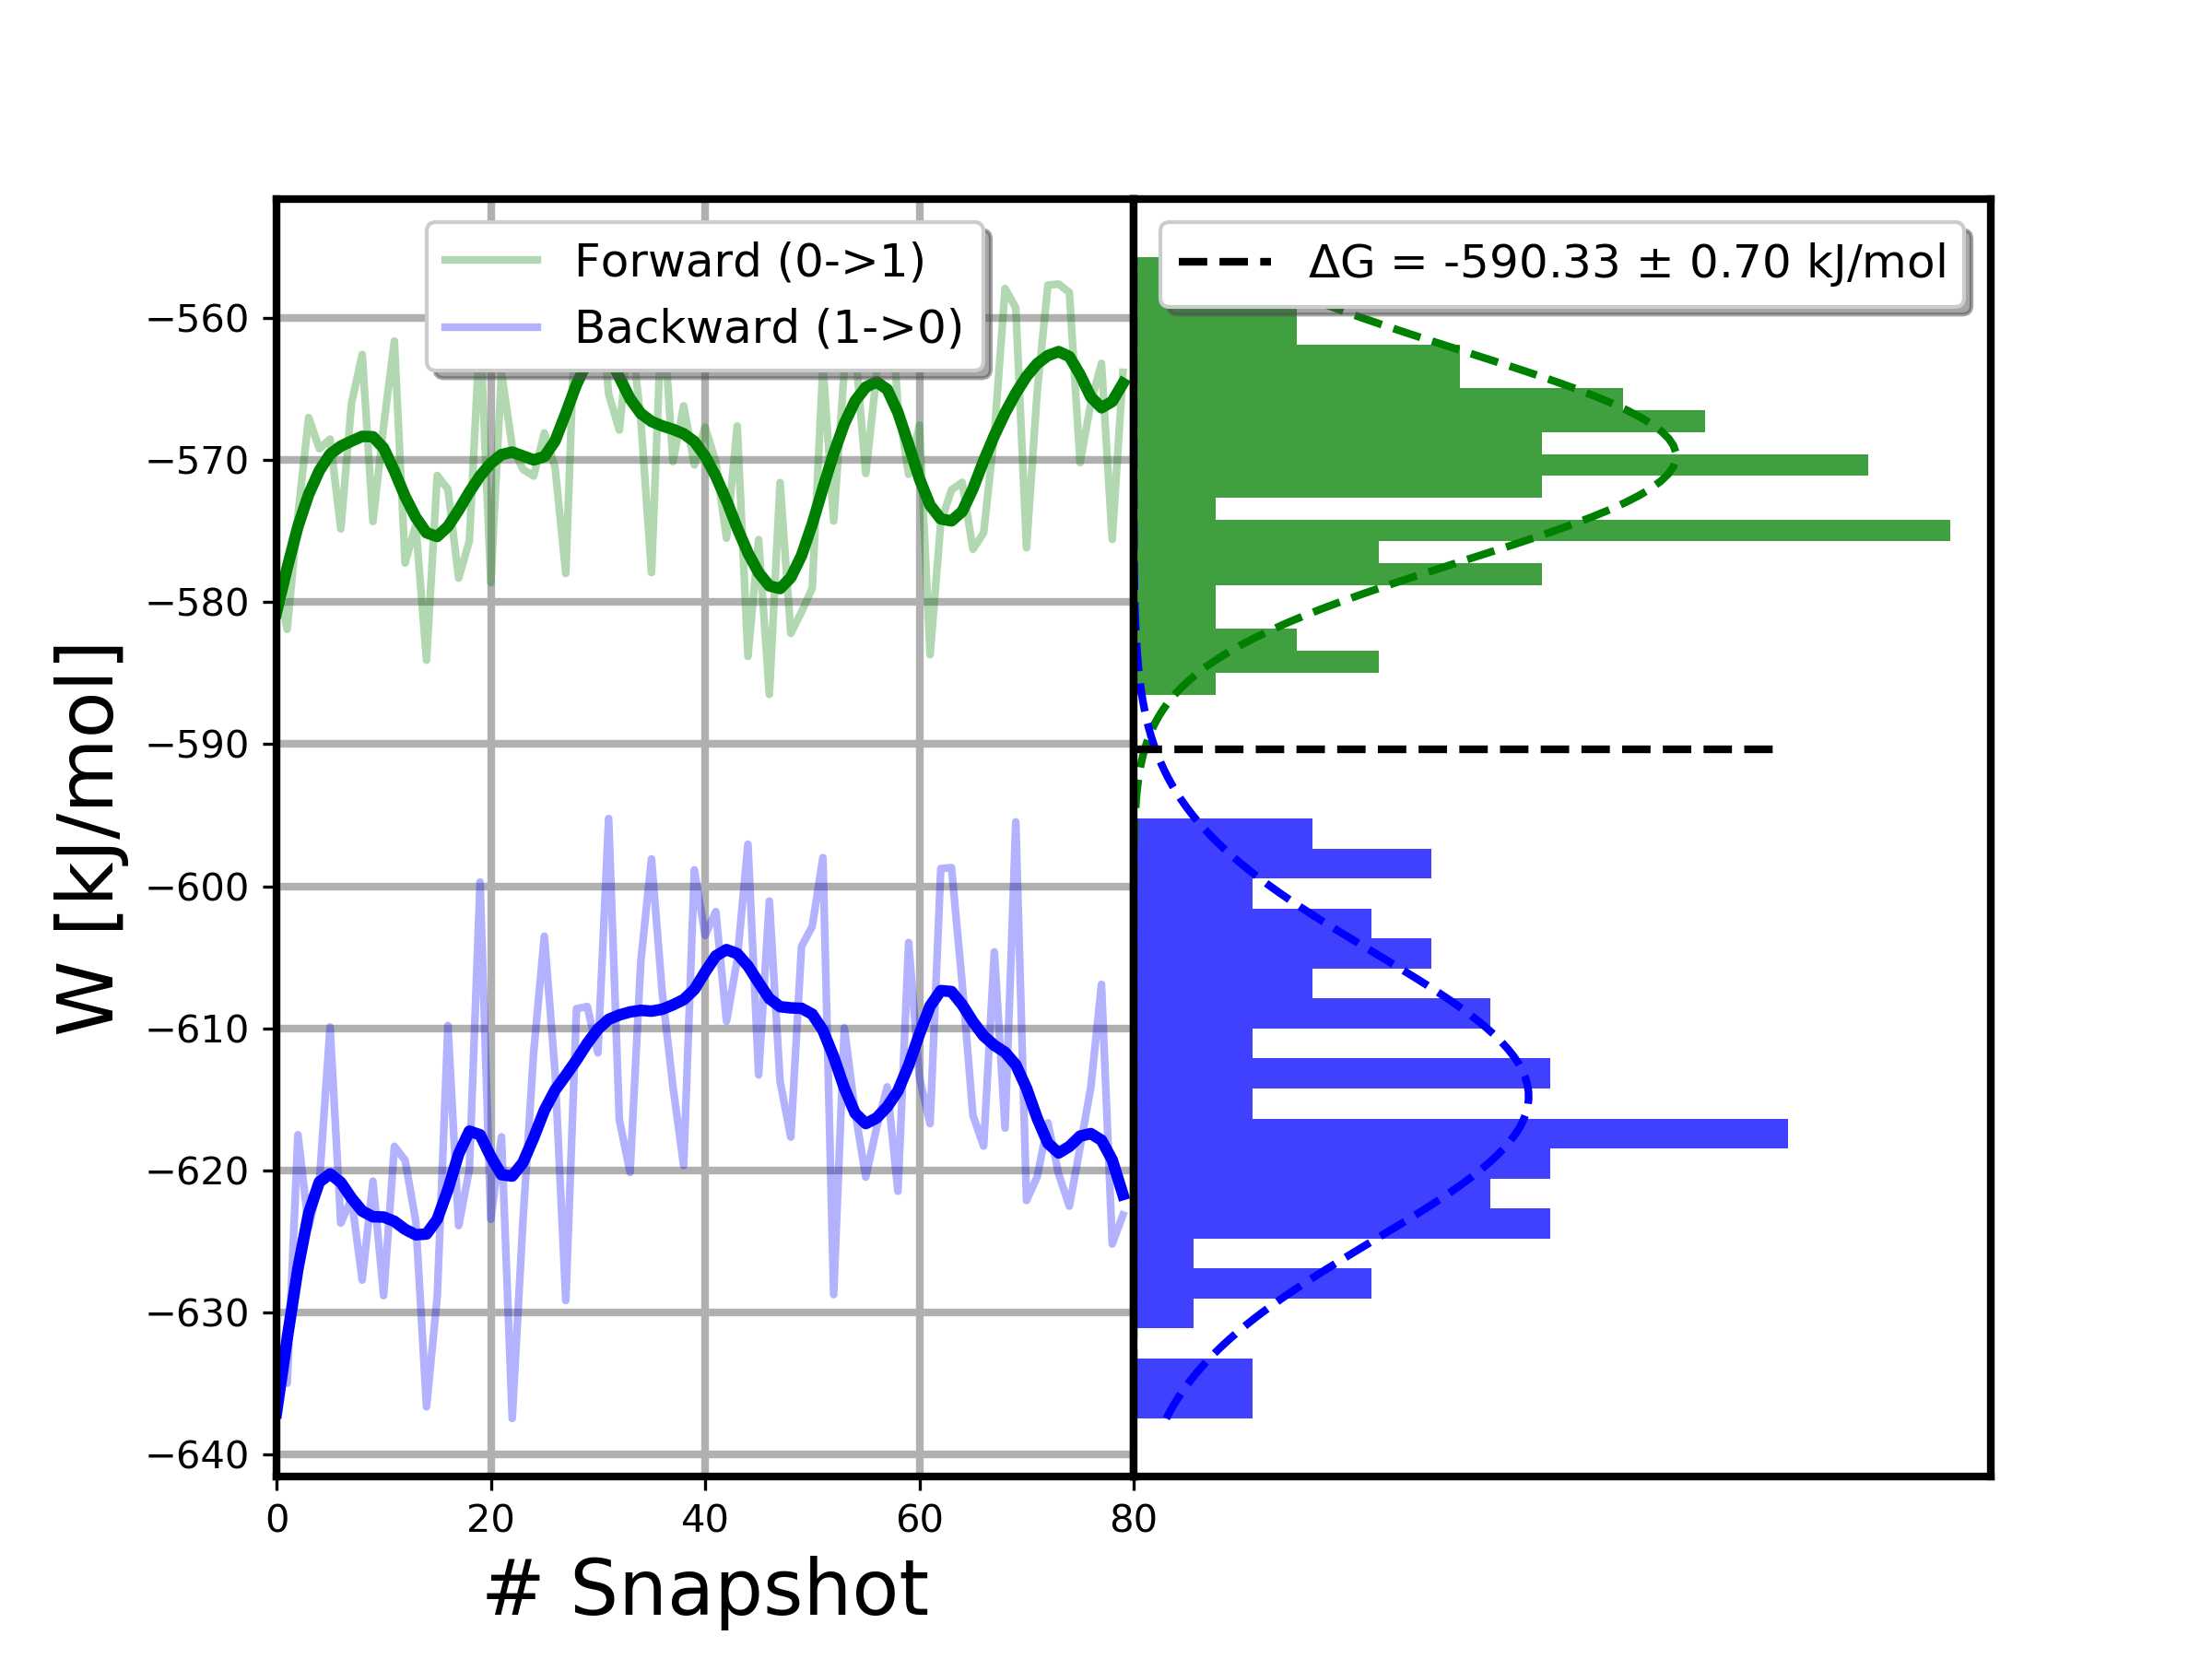 Forward (0->1)
Backward (1->0)
ΔG = -590.33 ± 0.70 kJ/mol
W [kJ/mol]
−560
−570
−580
−590
−600
−610
−620
−630
−640
0 20 40 60 80
# Snapshot